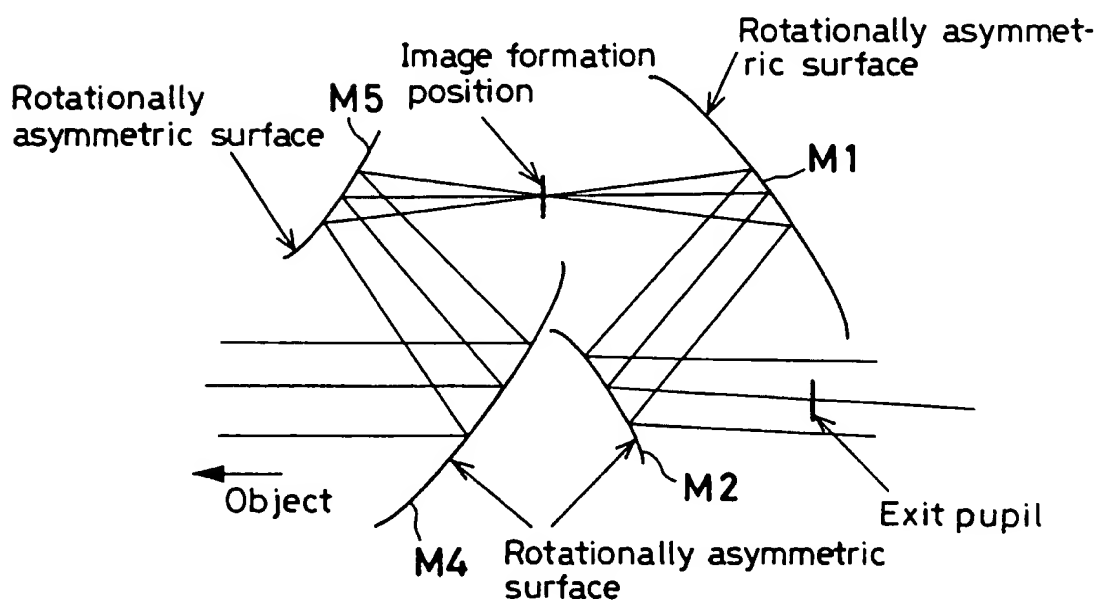 Rotationally asymmet-
ric surface
Image formation
position
Rotationally
asymmetric surface
M5
M1
Object
M4
M2
Exit pupil
Rotationally asymmetric
surface